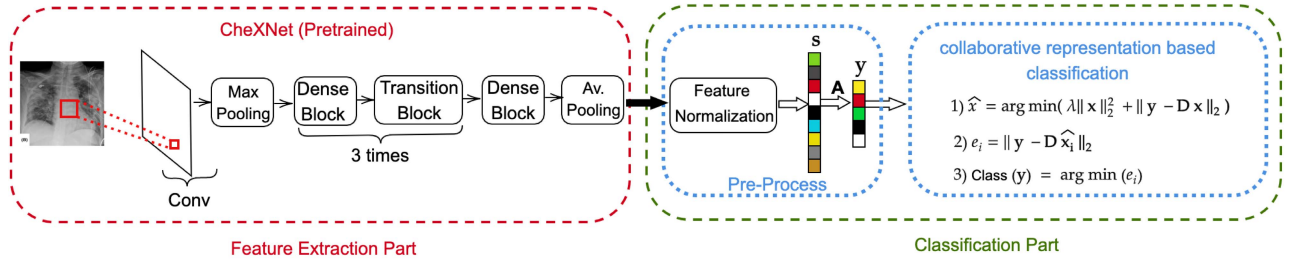 CheXNet (Pretrained)
Conv
Max
Pooling
Dense
Block
Transition
Block
3 times
Dense
Block
Av.
Pooling
Feature Extraction Part
Feature
Normalization
s
A
y
Pre-Process
collaborative representation based
classification
1) x̂ = arg min( λ‖ x ‖₂² + ‖ y − D x ‖₂ )
2) eᵢ = ‖ y − D x̂ᵢ ‖₂
3) Class (y) = arg min (eᵢ)
Classification Part